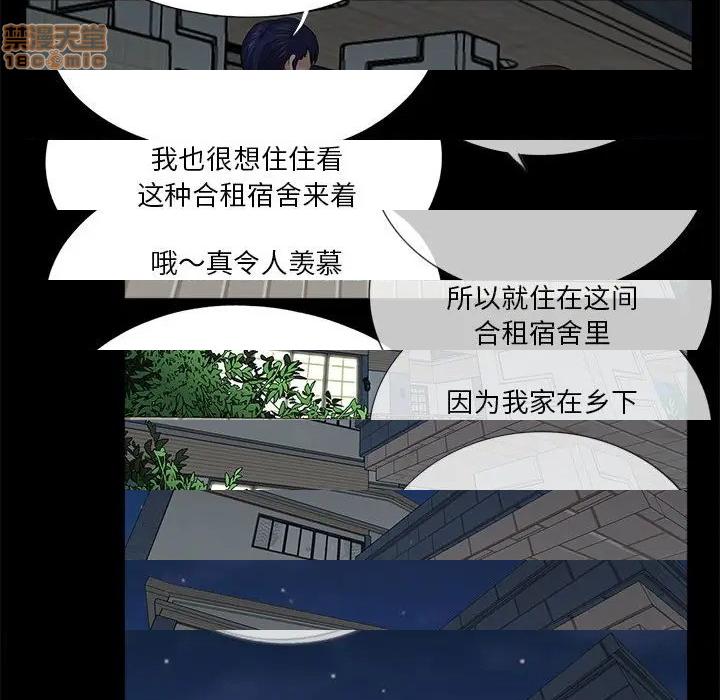 禁漫天堂
18COMIC
我也很想住住看
这种合租宿舍来着
哦～真令人羡慕
所以就住在这间
合租宿舍里
因为我家在乡下